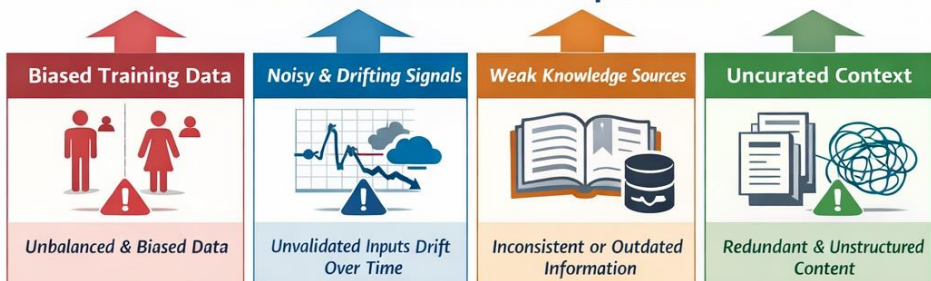 Biased Training Data
Noisy & Drifting Signals
Weak Knowledge Sources
Uncurated Context
Unbalanced & Biased Data
Unvalidated Inputs Drift
Over Time
Inconsistent or Outdated
Information
Redundant & Unstructured
Content